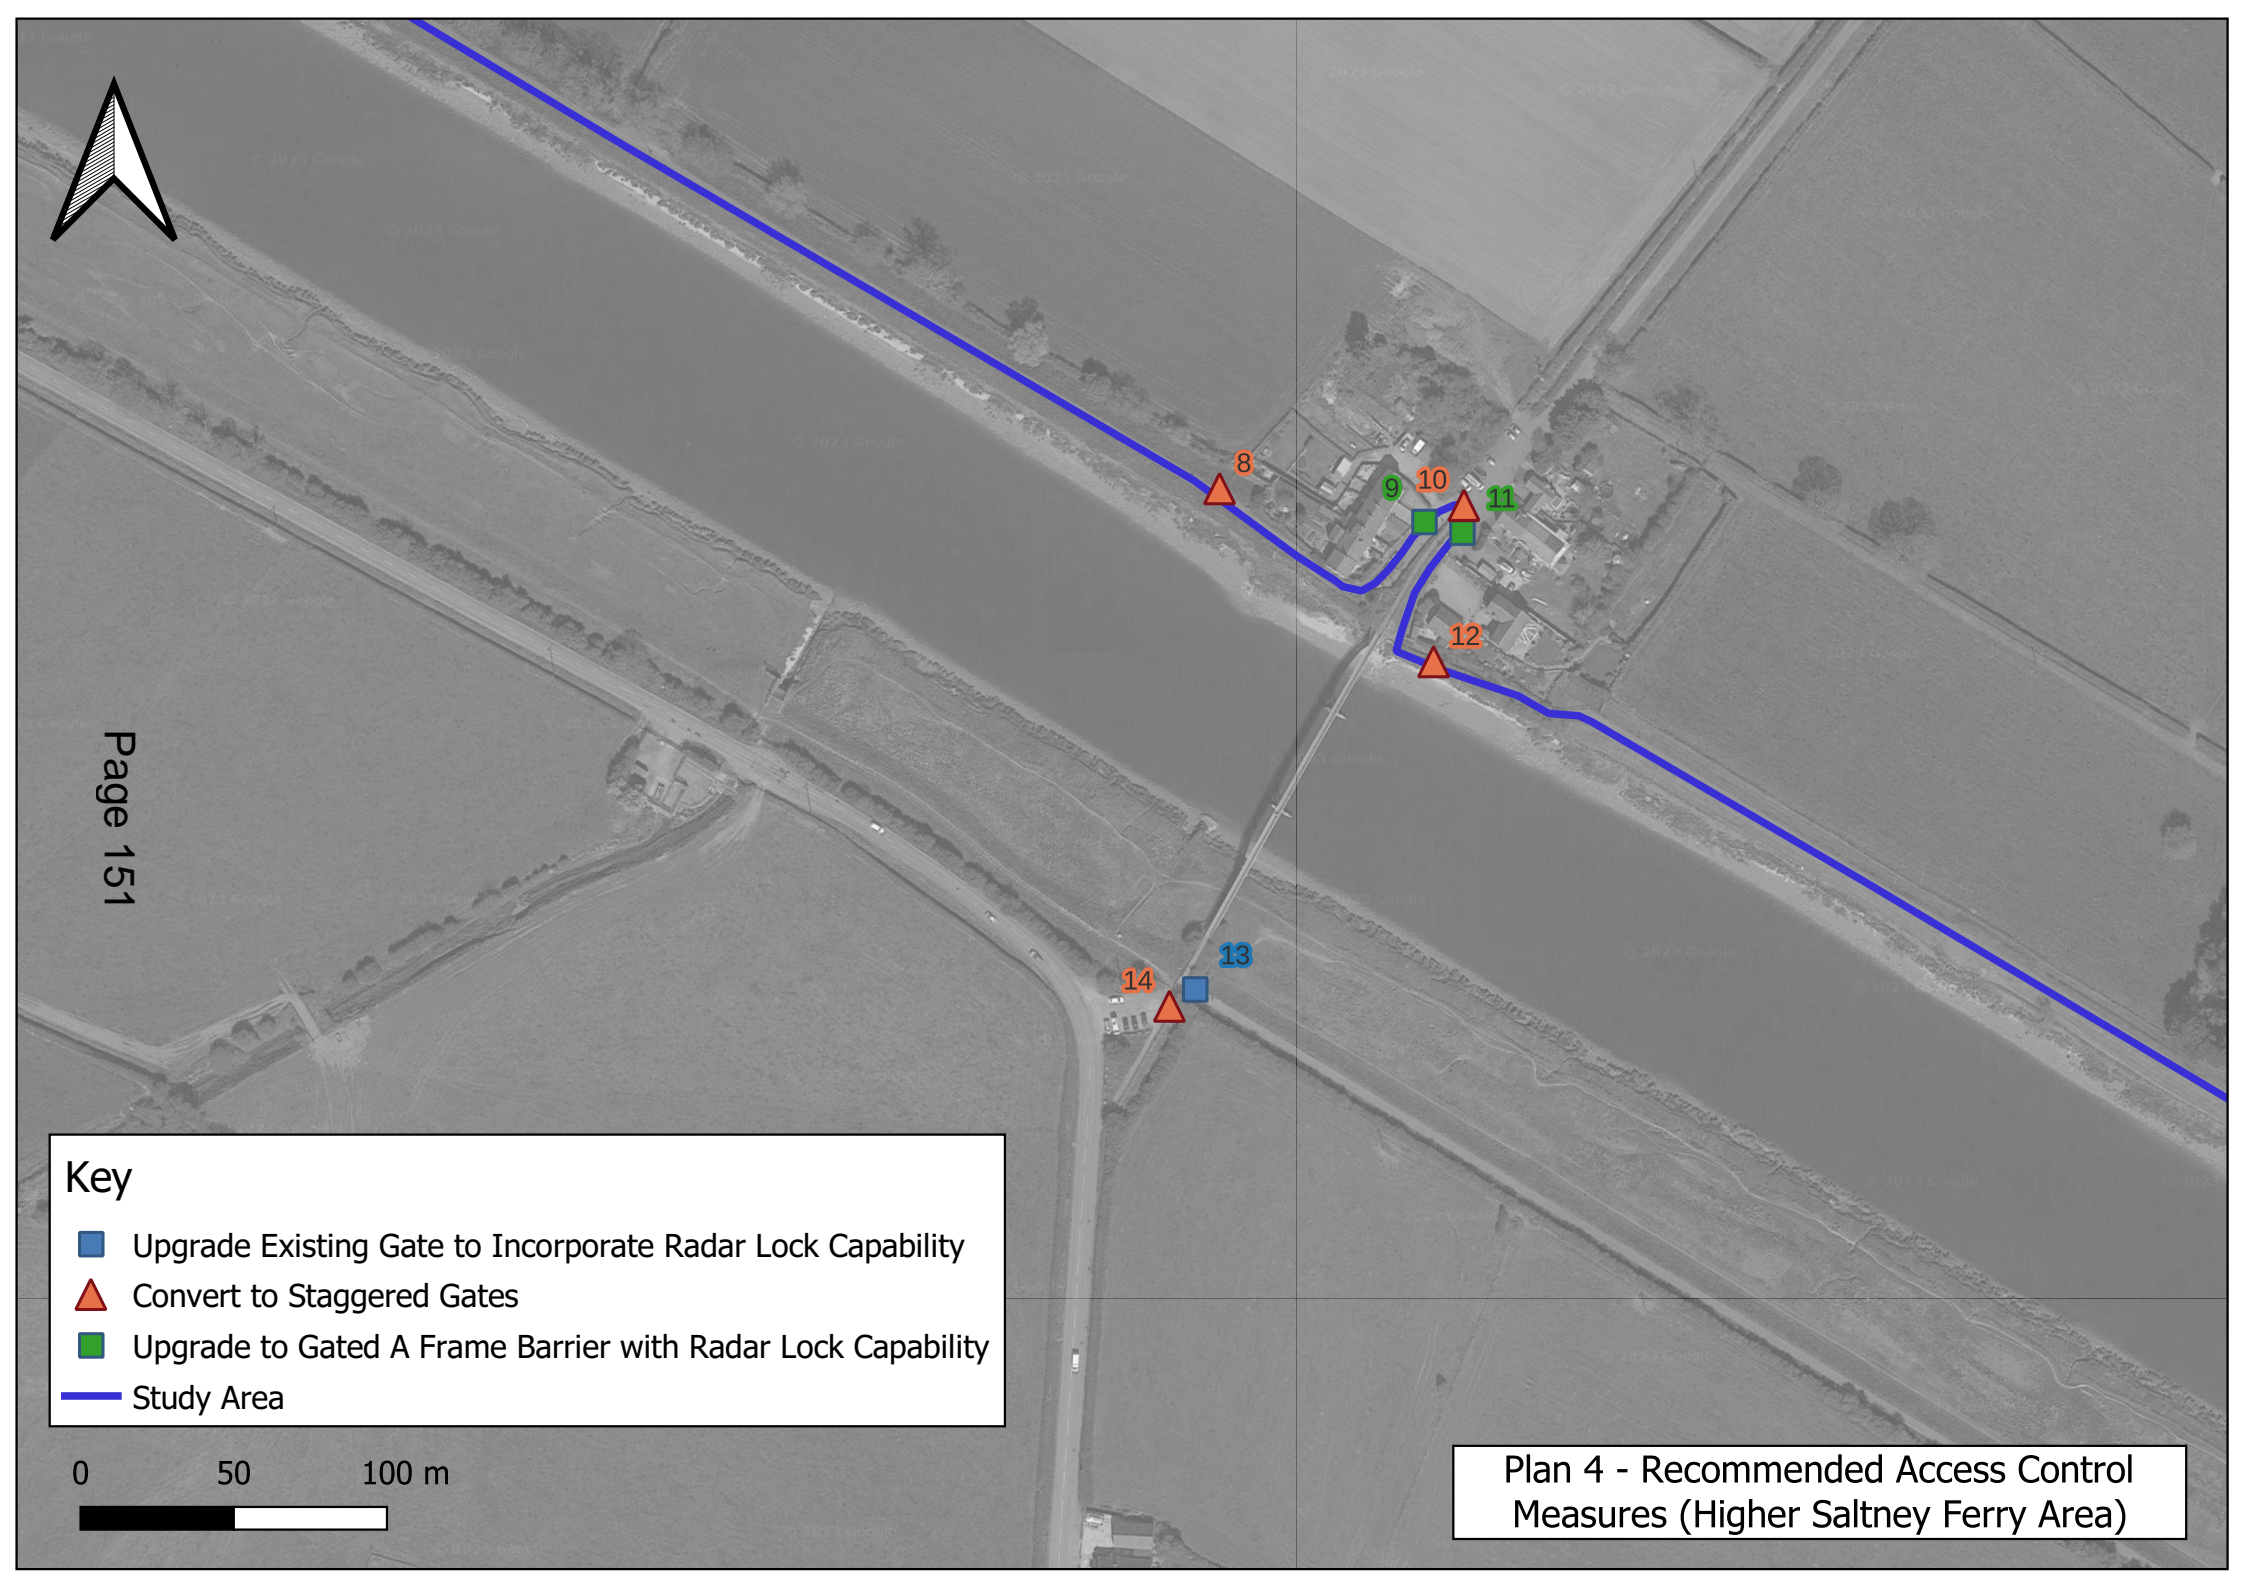 © 2023 Google
8
9
10
11
12
13
14
Page 151
Key
Upgrade Existing Gate to Incorporate Radar Lock Capability
Convert to Staggered Gates
Upgrade to Gated A Frame Barrier with Radar Lock Capability
Study Area
0 50 100 m
Plan 4 - Recommended Access Control
Measures (Higher Saltney Ferry Area)